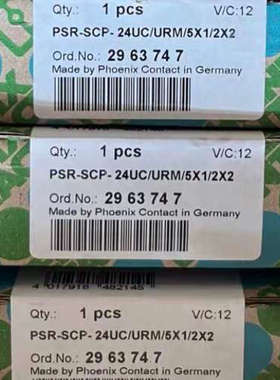 Qty.: 1 pcs V/C:12
PSR-SCP- 24UC/URM/5X1/2X2
Ord.No.: 29 63 74 7
Made by Phoenix Contact in Germany
Qty.: 1 pcs V/C:12
PSR-SCP- 24UC/URM/5X1/2X2
Ord.No.: 29 63 74 7
Made by Phoenix Contact in Germany
4 017918 482145
Qty.: 1 pcs V/C:12
PSR-SCP- 24UC/URM/5X1/2X2
Ord.No.: 29 63 74 7
Made by Phoenix Contact in Germany